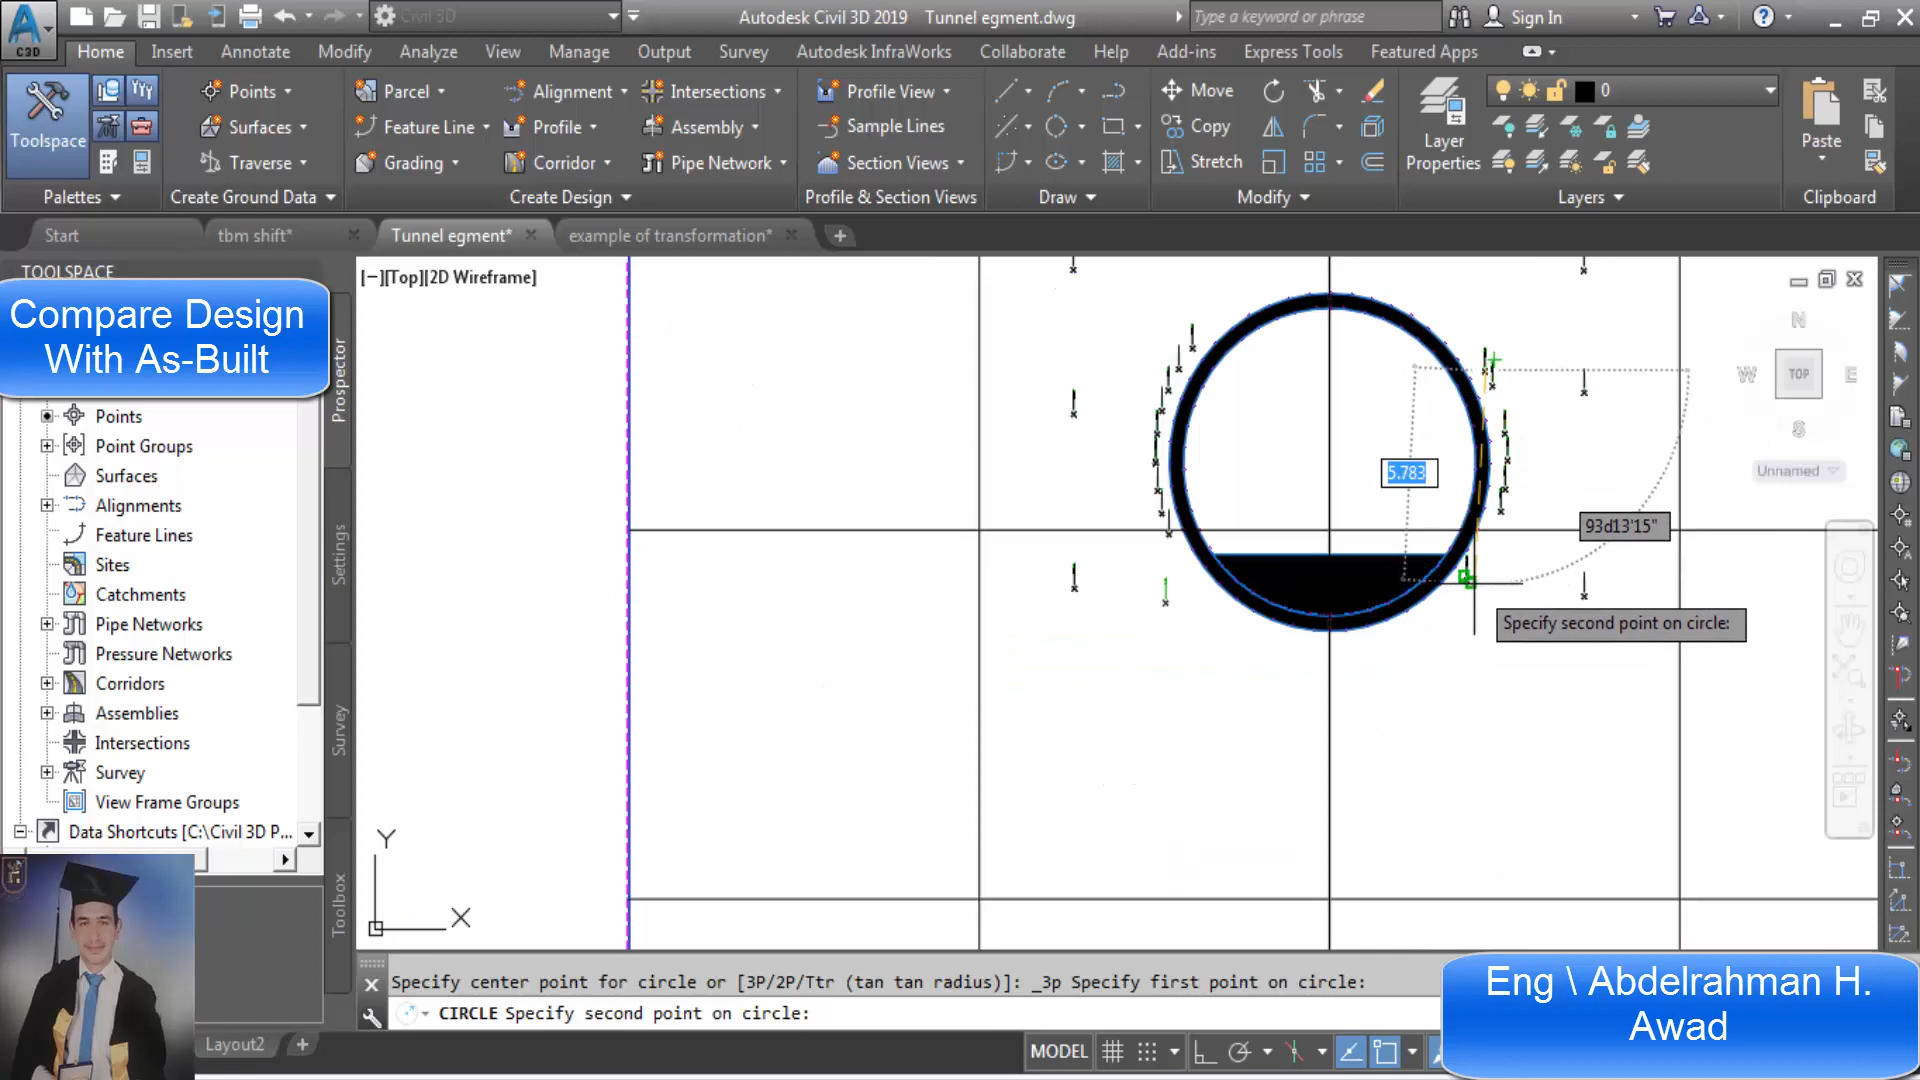 C3D
Civil 3D
Autodesk Civil 3D 2019 Tunnel egment.dwg
Type a keyword or phrase
Sign In
Home Insert Annotate Modify Analyze View Manage Output Survey Autodesk InfraWorks Collaborate Help Add-ins Express Tools Featured Apps
Toolspace
Points
Surfaces
Traverse
Parcel
Feature Line
Grading
Alignment
Profile
Corridor
Intersections
Assembly
Pipe Network
Profile View
Sample Lines
Section Views
Move
Copy
Stretch
Layer
Properties
0
Paste
Palettes Create Ground Data Create Design Profile & Section Views Draw Modify Layers Clipboard
Start tbm shift* Tunnel egment* example of transformation*
TOOLSPACE
Compare Design
With As-Built
[−][Top][2D Wireframe]
Points
Point Groups
Surfaces
Alignments
Feature Lines
Sites
Catchments
Pipe Networks
Pressure Networks
Corridors
Assemblies
Intersections
Survey
View Frame Groups
Data Shortcuts [C:\Civil 3D P...
Prospector
Settings
Survey
Toolbox
N
W TOP E
S
Unnamed
5.783
93d13'15"
Specify second point on circle:
Y
X
Specify center point for circle or [3P/2P/Ttr (tan tan radius)]: _3p Specify first point on circle:
CIRCLE Specify second point on circle:
Layout2
MODEL
Eng \ Abdelrahman H.
Awad